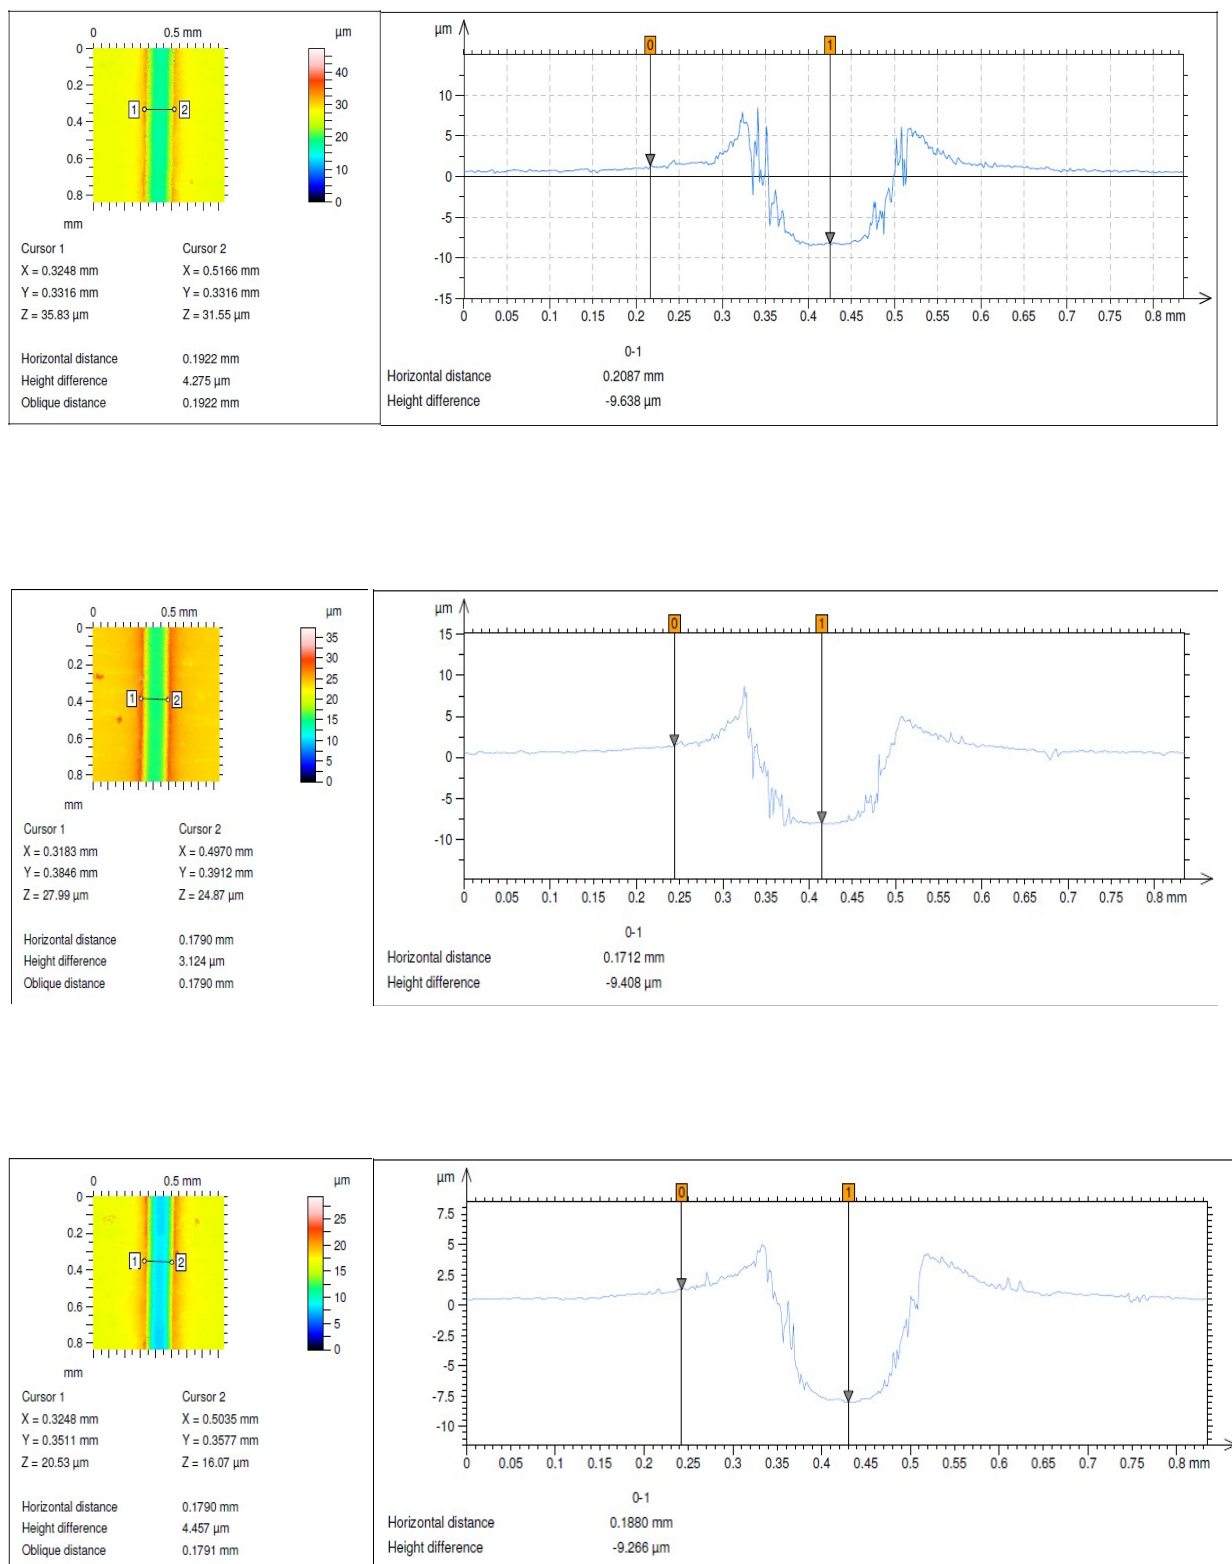 0 0.5 mm
µm
0
0.2
0.4
0.6
0.8
mm
1 2
40
30
20
10
0
Cursor 1 Cursor 2
X = 0.3248 mm X = 0.5166 mm
Y = 0.3316 mm Y = 0.3316 mm
Z = 35.83 µm Z = 31.55 µm
Horizontal distance 0.1922 mm
Height difference 4.275 µm
Oblique distance 0.1922 mm
µm
0 1
10
5
0
-5
-10
-15
0 0.05 0.1 0.15 0.2 0.25 0.3 0.35 0.4 0.45 0.5 0.55 0.6 0.65 0.7 0.75 0.8 mm
0-1
Horizontal distance 0.2087 mm
Height difference -9.638 µm
0 0.5 mm
µm
0
0.2
0.4
0.6
0.8
mm
1 2
35
30
25
20
15
10
5
0
Cursor 1 Cursor 2
X = 0.3183 mm X = 0.4970 mm
Y = 0.3846 mm Y = 0.3912 mm
Z = 27.99 µm Z = 24.87 µm
Horizontal distance 0.1790 mm
Height difference 3.124 µm
Oblique distance 0.1790 mm
µm
0 1
15
10
5
0
-5
-10
0 0.05 0.1 0.15 0.2 0.25 0.3 0.35 0.4 0.45 0.5 0.55 0.6 0.65 0.7 0.75 0.8 mm
0-1
Horizontal distance 0.1712 mm
Height difference -9.408 µm
0 0.5 mm
µm
0
0.2
0.4
0.6
0.8
mm
1 2
25
20
15
10
5
0
Cursor 1 Cursor 2
X = 0.3248 mm X = 0.5035 mm
Y = 0.3511 mm Y = 0.3577 mm
Z = 20.53 µm Z = 16.07 µm
Horizontal distance 0.1790 mm
Height difference 4.457 µm
Oblique distance 0.1791 mm
µm
0 1
7.5
5
2.5
0
-2.5
-5
-7.5
-10
0 0.05 0.1 0.15 0.2 0.25 0.3 0.35 0.4 0.45 0.5 0.55 0.6 0.65 0.7 0.75 0.8 mm
0-1
Horizontal distance 0.1880 mm
Height difference -9.266 µm